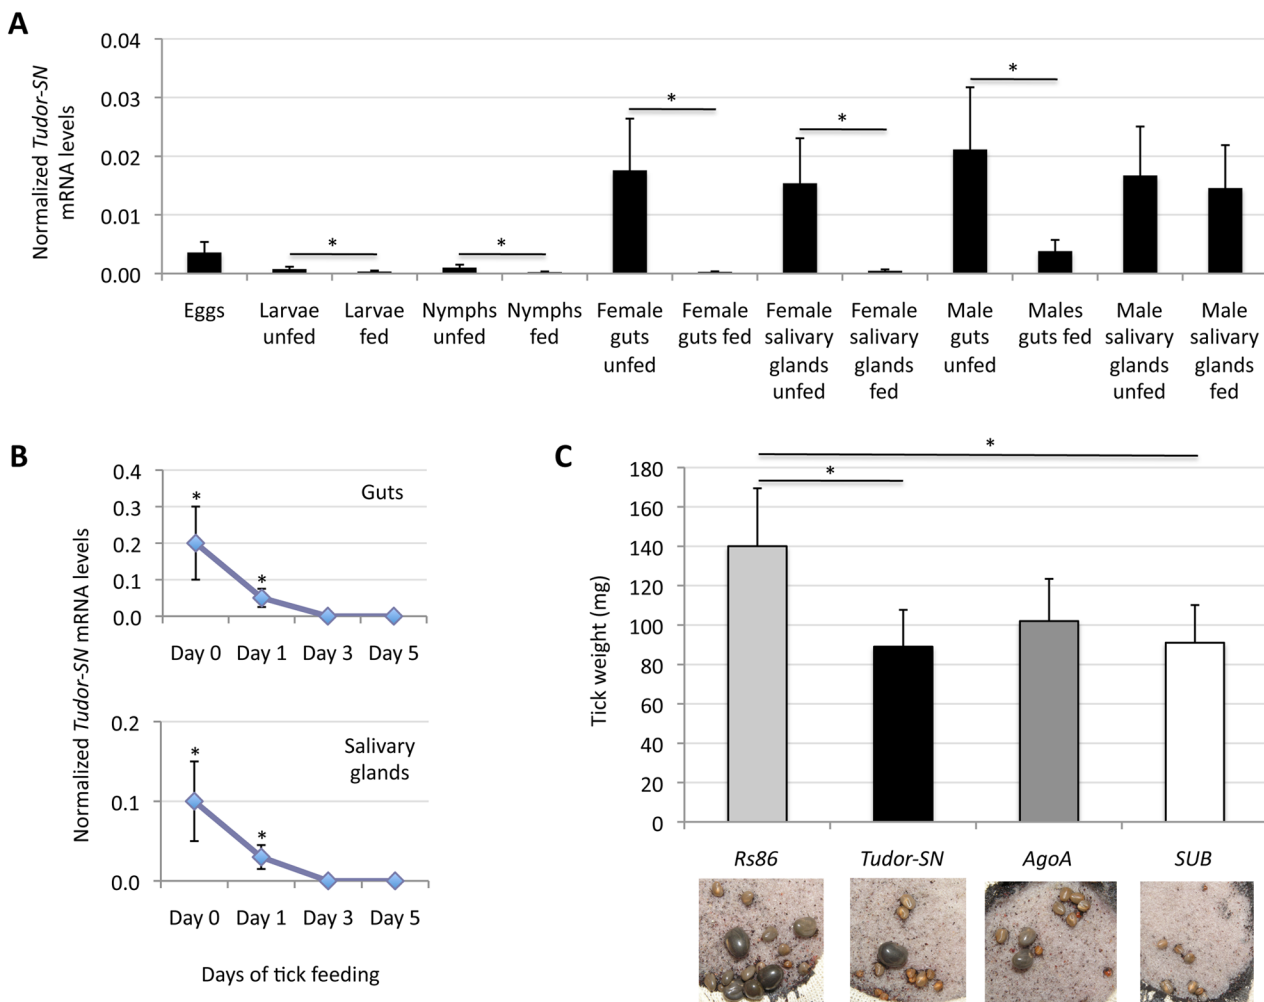 A
Normalized Tudor-SN
mRNA levels
0.04
0.03
0.02
0.01
0.00
*
*
*
*
*
Eggs
Larvae
unfed
Larvae
fed
Nymphs
unfed
Nymphs
fed
Female
guts
unfed
Female
guts fed
Female
salivary
glands
unfed
Female
salivary
glands
fed
Male
guts
unfed
Males
guts fed
Male
salivary
glands
unfed
Male
salivary
glands
fed
B
Normalized Tudor-SN mRNA levels
0.4
0.3
0.2
0.1
0.0
Guts
*
*
Day 0 Day 1 Day 3 Day 5
0.2
0.1
0.0
Salivary
glands
*
*
Day 0 Day 1 Day 3 Day 5
Days of tick feeding
C
Tick weight (mg)
180
160
140
120
100
80
60
40
20
0
*
*
Rs86 Tudor-SN AgoA SUB